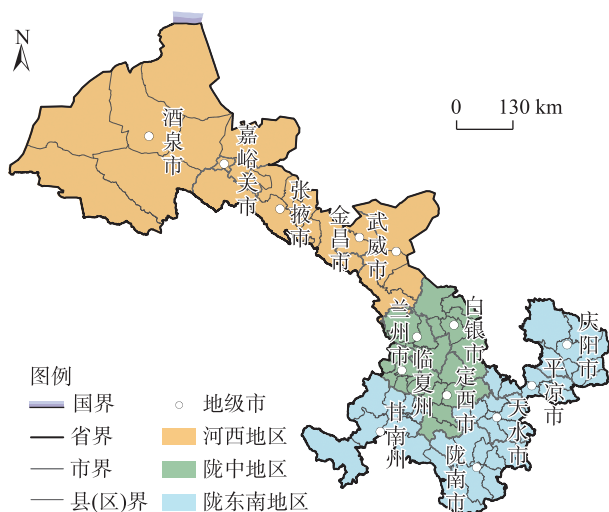 N
0 130 km
酒泉市
嘉峪关市
张掖市
金昌市
武威市
兰州市
临夏州
白银市
定西市
甘南州
陇南市
天水市
平凉市
庆阳市
图例
国界
地级市
省界
河西地区
市界
陇中地区
县(区)界
陇东南地区